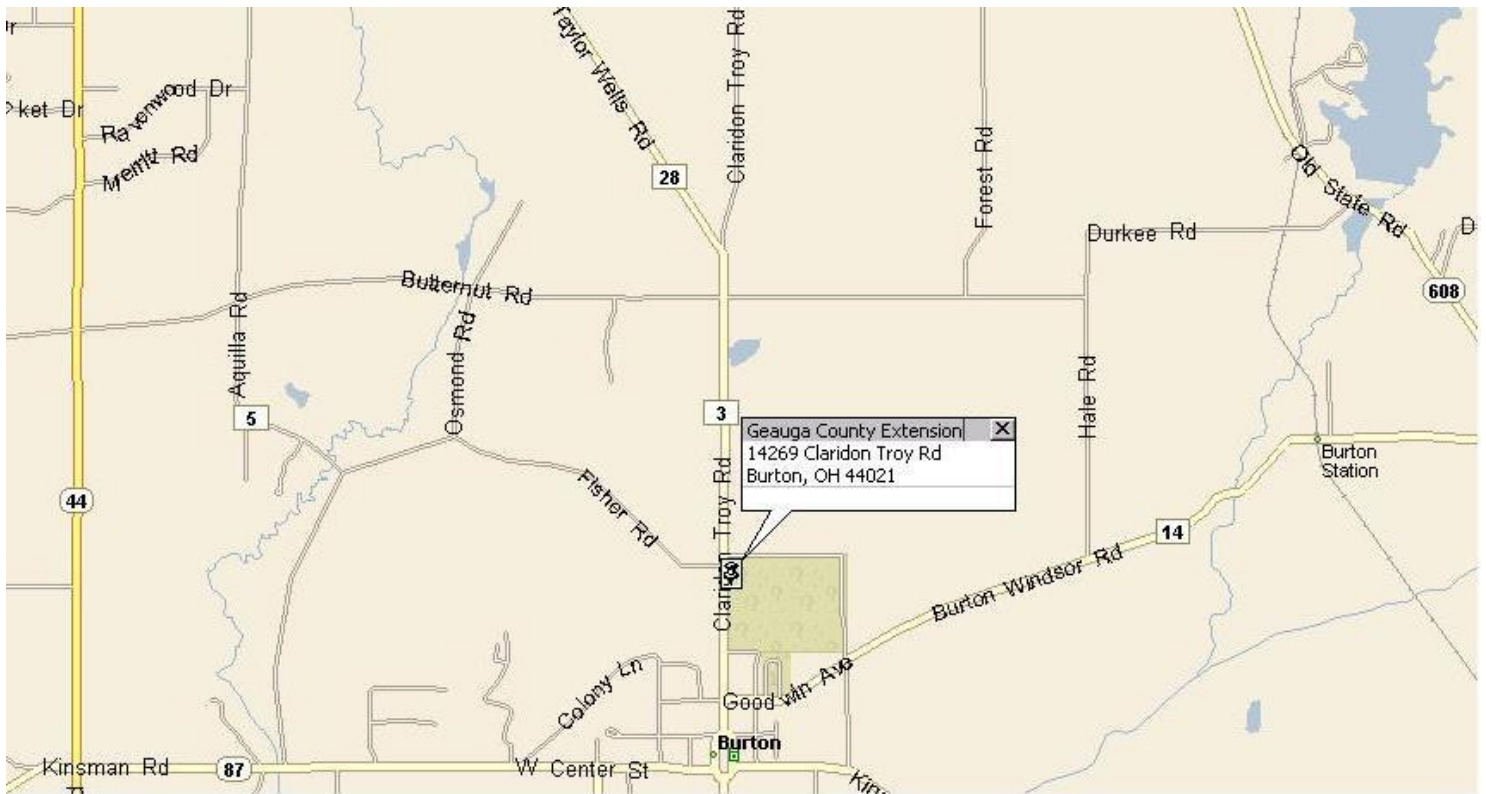 Taylor Wells Rd
Claridon Troy Rd
Ravenwood Dr
ket Dr
Merritt Rd
28
Forest Rd
Old State Rd
Durkee Rd
D
608
Butternut Rd
Aquilla Rd
Osmond Rd
5
3
Hale Rd
Geauga County Extension
14269 Claridon Troy Rd
Burton, OH 44021
Claridon Troy Rd
Burton
Station
44
Fisher Rd
14
3
Burton Windsor Rd
Colony Ln
Goodwin Ave
Burton
Kinsman Rd
87
W Center St
Kins